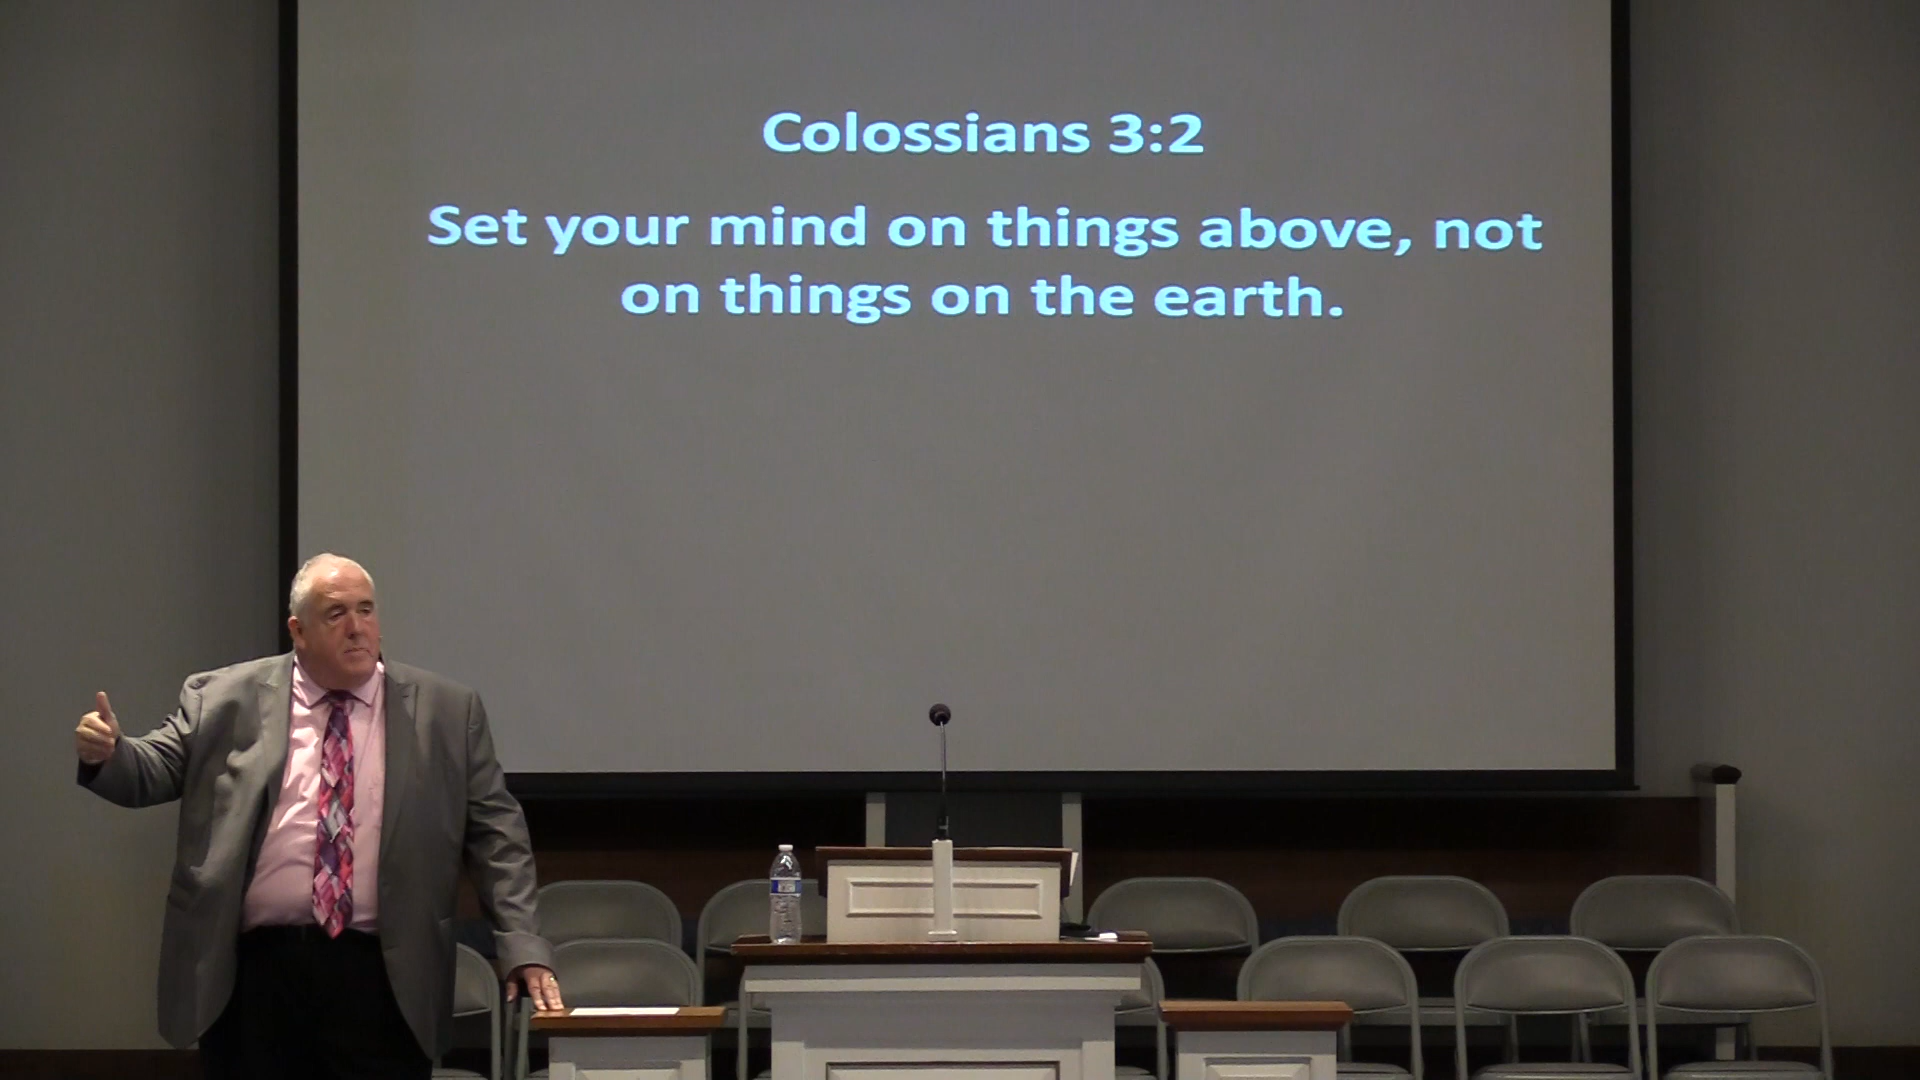 Colossians 3:2
Set your mind on things above, not
on things on the earth.